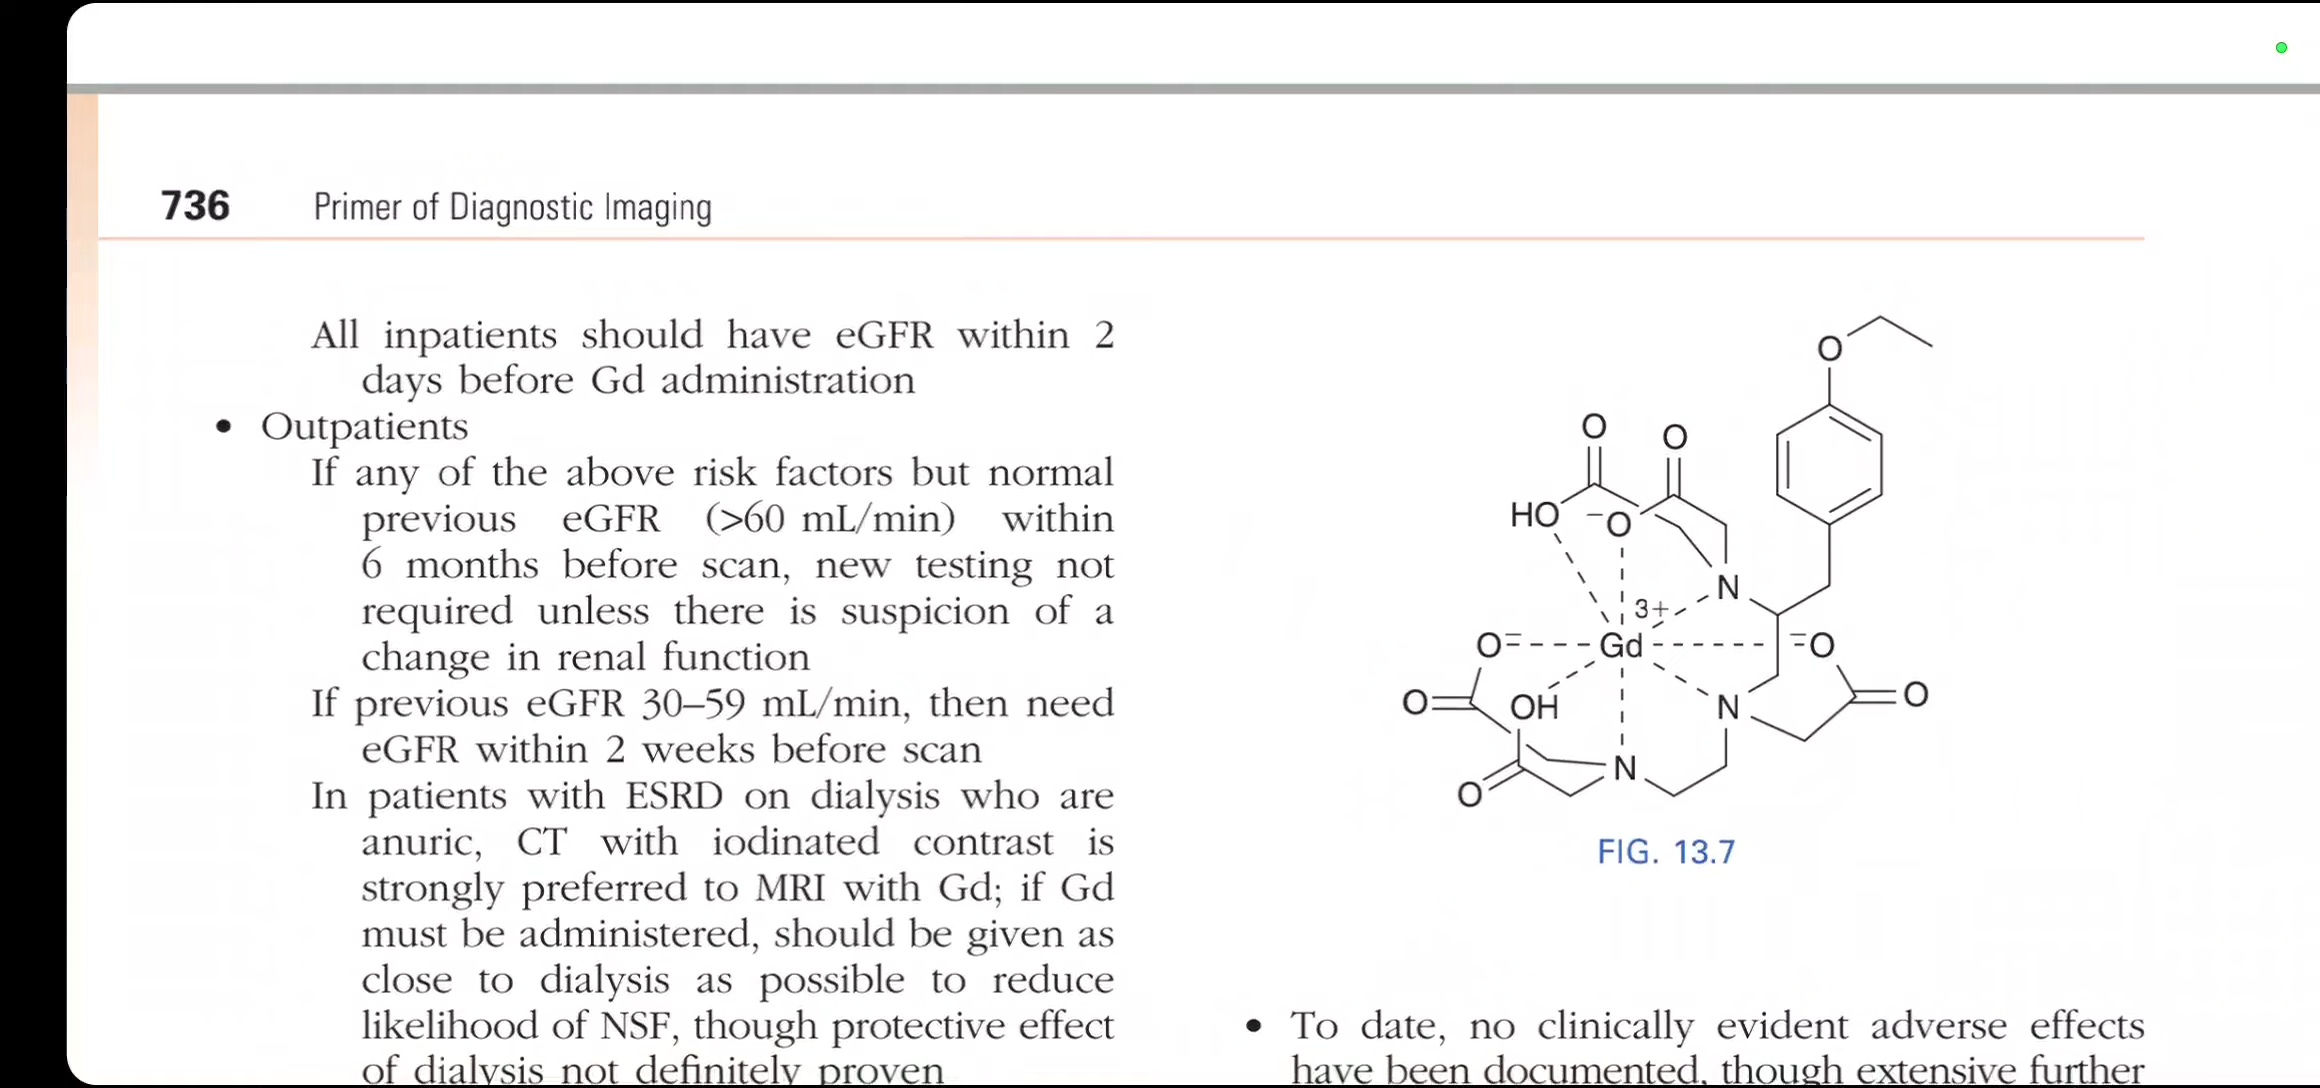 736 Primer of Diagnostic Imaging
All inpatients should have eGFR within 2
days before Gd administration
• Outpatients
If any of the above risk factors but normal
previous eGFR (>60 mL/min) within
6 months before scan, new testing not
required unless there is suspicion of a
change in renal function
If previous eGFR 30–59 mL/min, then need
eGFR within 2 weeks before scan
In patients with ESRD on dialysis who are
anuric, CT with iodinated contrast is
strongly preferred to MRI with Gd; if Gd
must be administered, should be given as
close to dialysis as possible to reduce
likelihood of NSF, though protective effect
of dialysis not definitely proven
O
O O
HO –O
N
3+
O= Gd =O
O OH N O
N
O
FIG. 13.7
• To date, no clinically evident adverse effects
have been documented, though extensive further